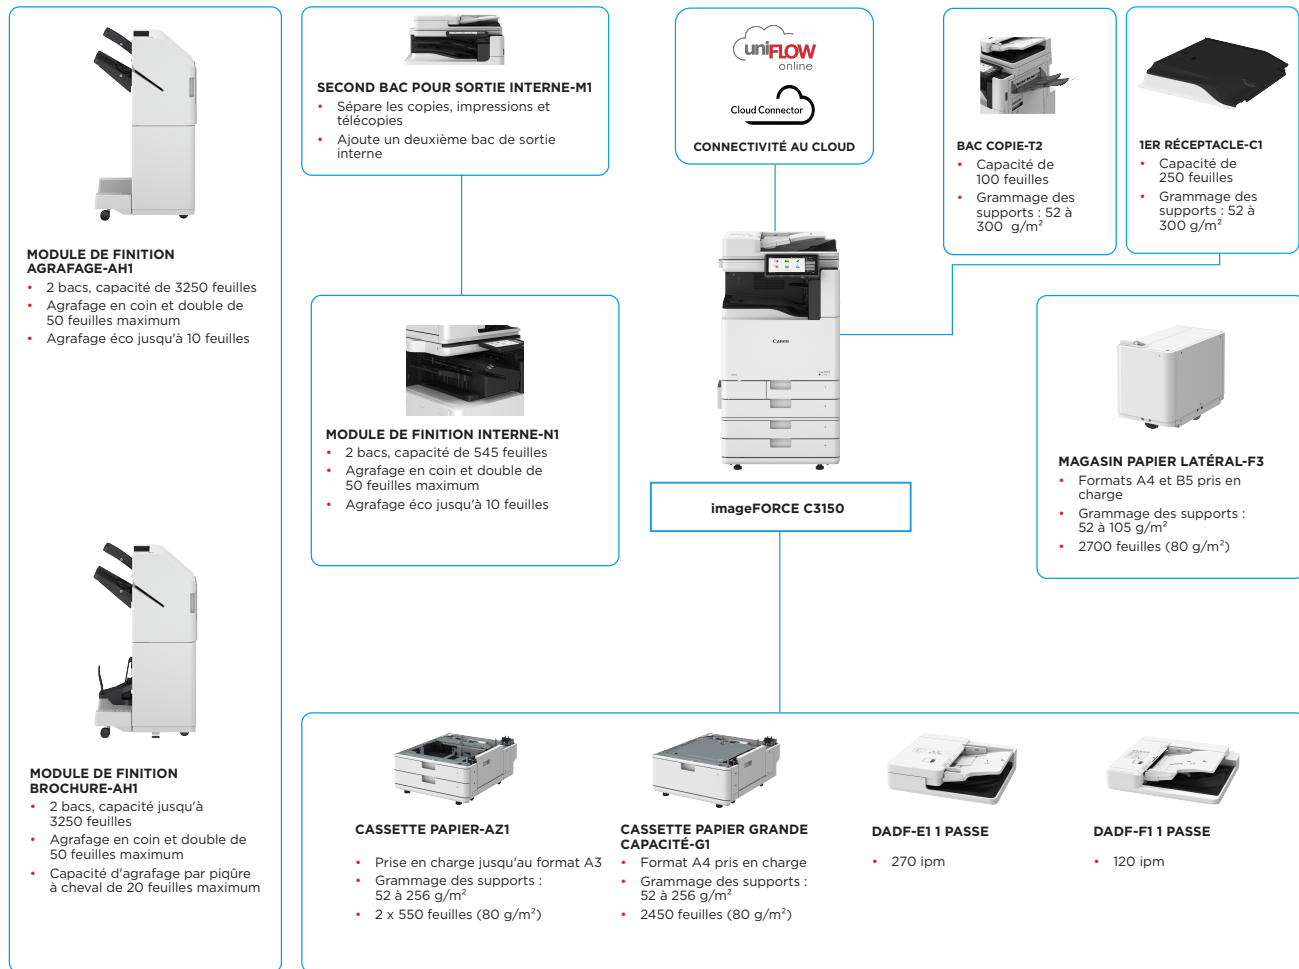 MODULE DE FINITION
AGRAFAGE-AH1
• 2 bacs, capacité de 3250 feuilles
• Agrafage en coin et double de
50 feuilles maximum
• Agrafage éco jusqu'à 10 feuilles
MODULE DE FINITION
BROCHURE-AH1
• 2 bacs, capacité jusqu'à
3250 feuilles
• Agrafage en coin et double de
50 feuilles maximum
• Capacité d'agrafage par piqûre
à cheval de 20 feuilles maximum
SECOND BAC POUR SORTIE INTERNE-M1
• Sépare les copies, impressions et
télécopies
• Ajoute un deuxième bac de sortie
interne
MODULE DE FINITION INTERNE-N1
• 2 bacs, capacité de 545 feuilles
• Agrafage en coin et double de
50 feuilles maximum
• Agrafage éco jusqu'à 10 feuilles
uniFLOW
online
Cloud Connector
CONNECTIVITÉ AU CLOUD
Canon
imageFORCE C3150
BAC COPIE-T2
• Capacité de
100 feuilles
• Grammage des
supports : 52 à
300 g/m²
1ER RÉCEPTACLE-C1
• Capacité de
250 feuilles
• Grammage des
supports : 52 à
300 g/m²
MAGASIN PAPIER LATÉRAL-F3
• Formats A4 et B5 pris en
charge
• Grammage des supports :
52 à 105 g/m²
• 2700 feuilles (80 g/m²)
CASSETTE PAPIER-AZ1
• Prise en charge jusqu'au format A3
• Grammage des supports :
52 à 256 g/m²
• 2 x 550 feuilles (80 g/m²)
CASSETTE PAPIER GRANDE
CAPACITÉ-G1
• Format A4 pris en charge
• Grammage des supports :
52 à 256 g/m²
• 2450 feuilles (80 g/m²)
DADF-E1 1 PASSE
• 270 ipm
DADF-F1 1 PASSE
• 120 ipm